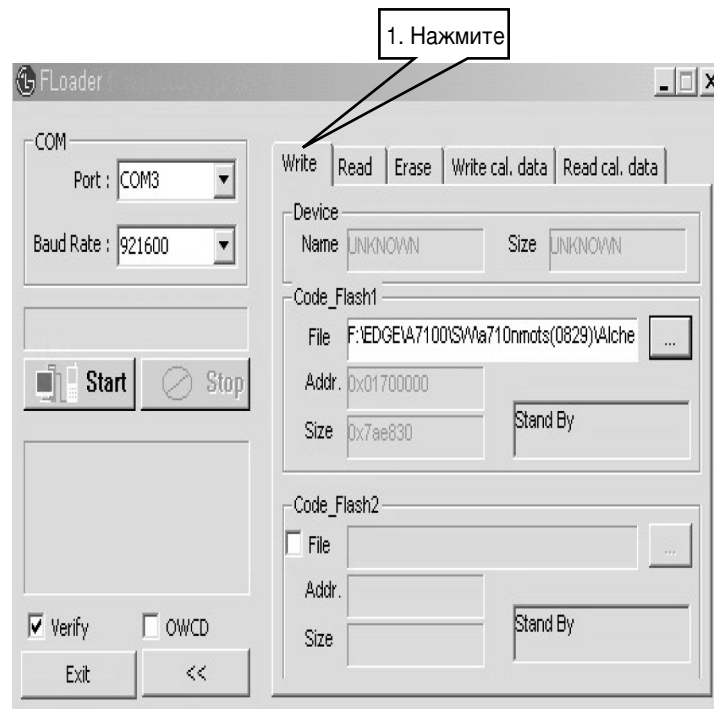 1. Нажмите
FLoader
COM
Port : COM3
Baud Rate : 921600
Start
Stop
Verify
OWCD
Exit
<<
Write
Read
Erase
Write cal. data
Read cal. data
Device
Name UNKNOWN
Size UNKNOWN
Code_Flash1
File F:\EDGE\A7100\SW\a710nmots(0829)\Alche ...
Addr. 0x01700000
Size 0x7ae830
Stand By
Code_Flash2
File ...
Addr.
Size
Stand By